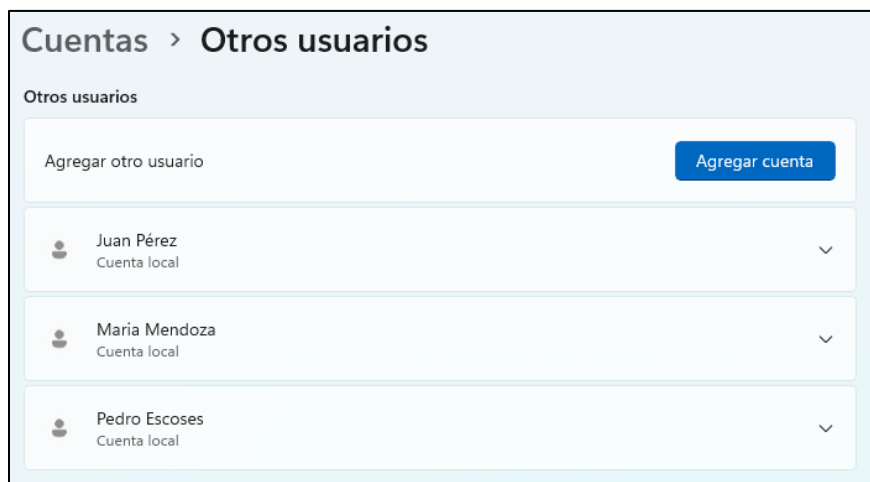 Cuentas > Otros usuarios
Otros usuarios
Agregar otro usuario
Agregar cuenta
Juan Pérez
Cuenta local
Maria Mendoza
Cuenta local
Pedro Escoses
Cuenta local